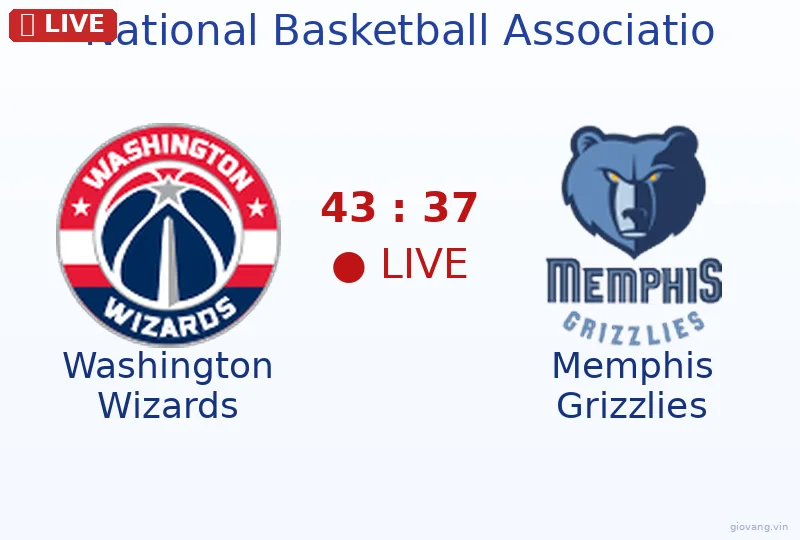 LIVE
National Basketball Associatio
WASHINGTON
WIZARDS
43 : 37
LIVE
MEMPHIS
GRIZZLIES
Washington
Wizards
Memphis
Grizzlies
giovang.vin